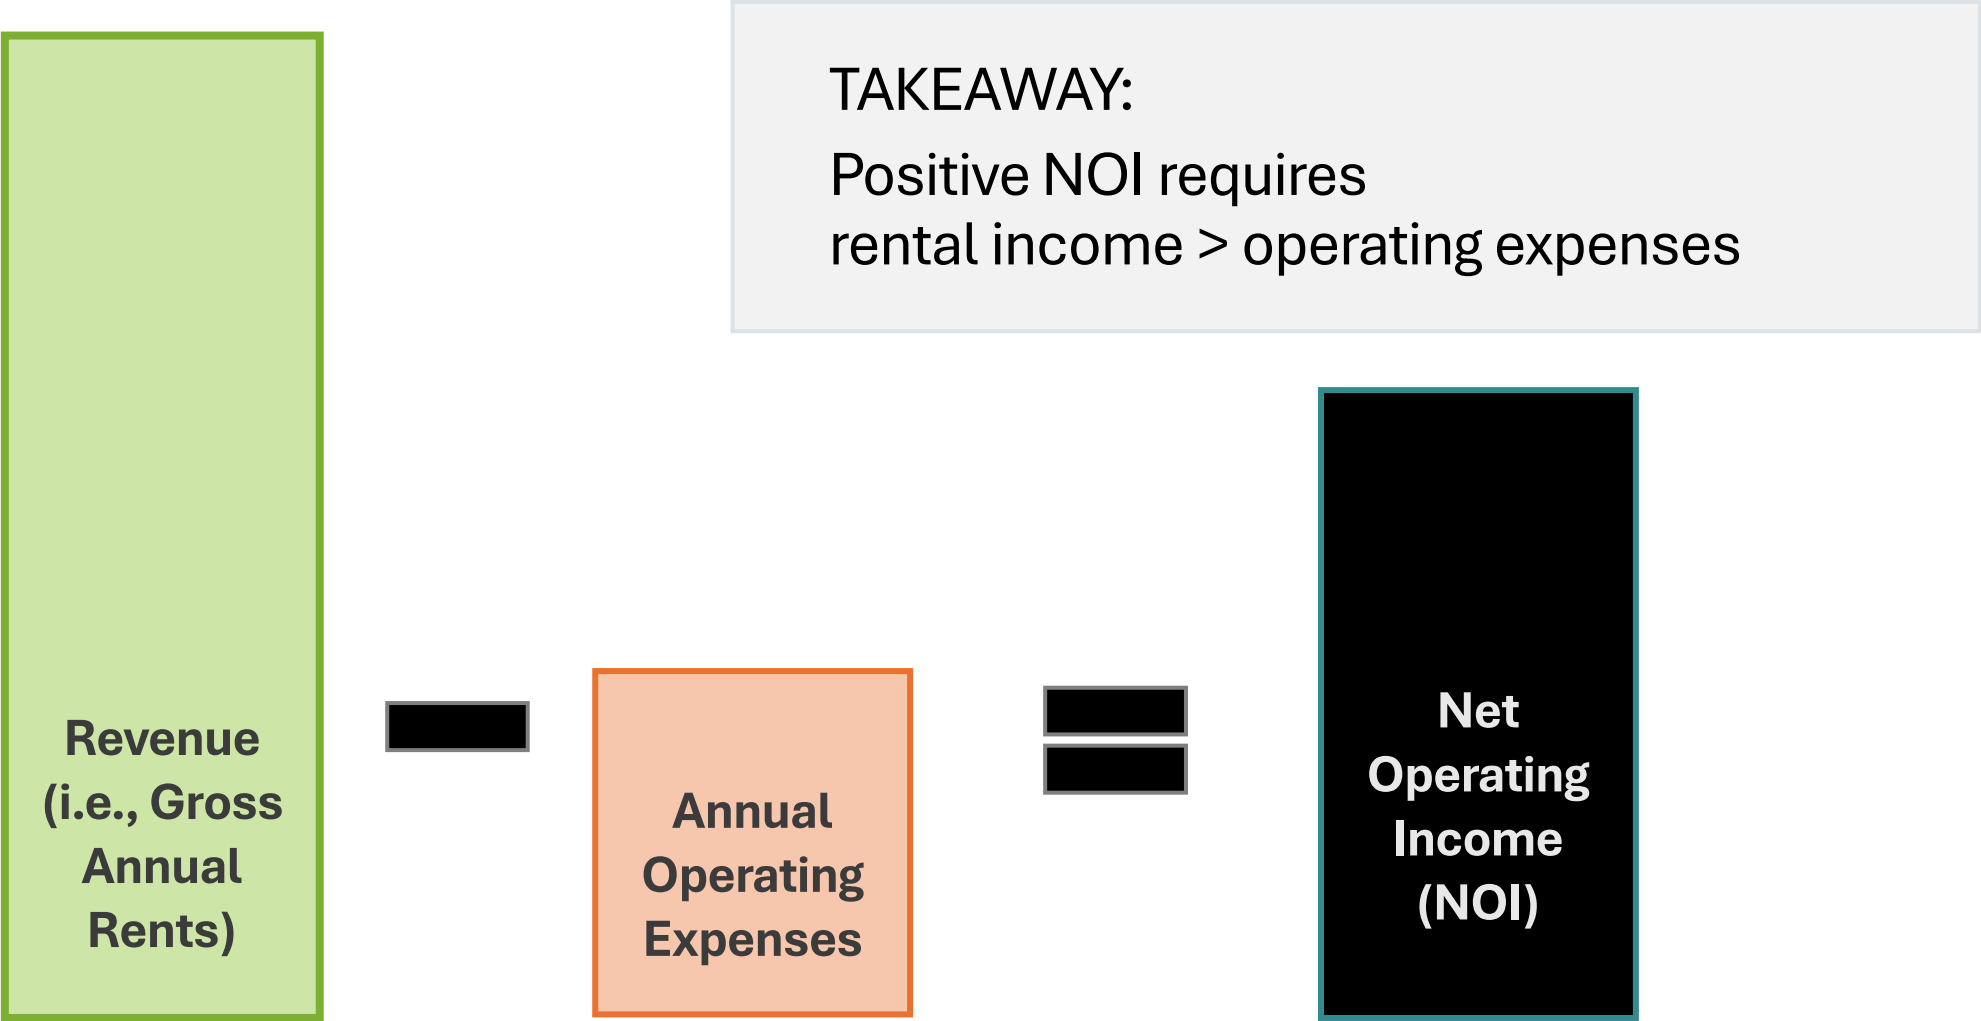 TAKEAWAY:
Positive NOI requires
rental income > operating expenses
Revenue
(i.e., Gross
Annual
Rents)
Annual
Operating
Expenses
Net
Operating
Income
(NOI)